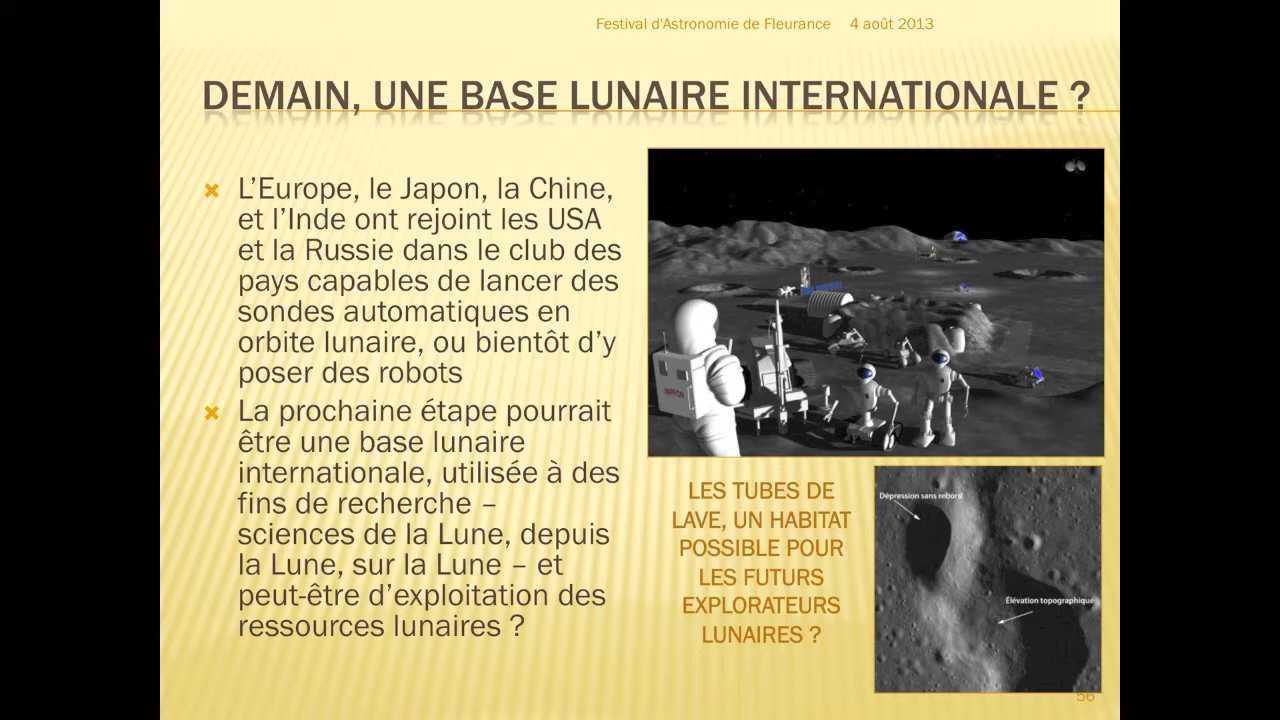 Festival d'Astronomie de Fleurance 4 août 2013
DEMAIN, UNE BASE LUNAIRE INTERNATIONALE ?
L'Europe, le Japon, la Chine,
et l'Inde ont rejoint les USA
et la Russie dans le club des
pays capables de lancer des
sondes automatiques en
orbite lunaire, ou bientôt d'y
poser des robots
La prochaine étape pourrait
être une base lunaire
internationale, utilisée à des
fins de recherche –
sciences de la Lune, depuis
la Lune, sur la Lune – et
peut-être d'exploitation des
ressources lunaires ?
NIPPON
LES TUBES DE
LAVE, UN HABITAT
POSSIBLE POUR
LES FUTURS
EXPLORATEURS
LUNAIRES ?
Dépression sans rebord
Élévation topographique
56